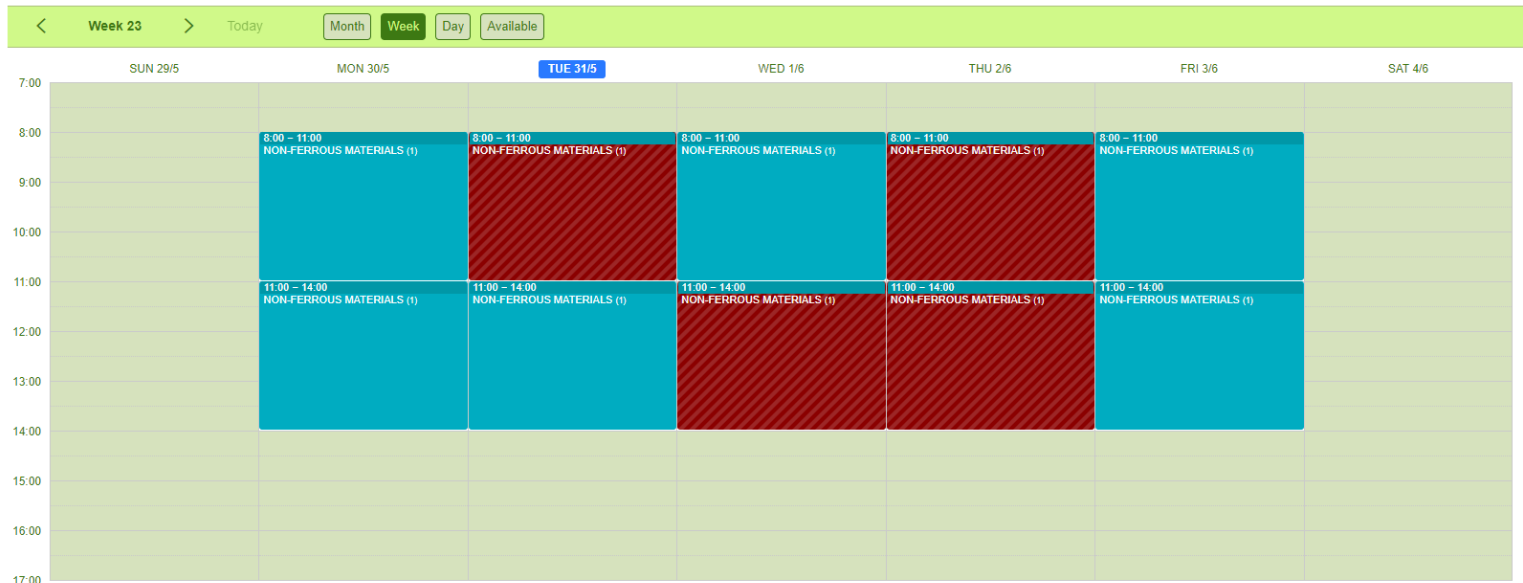 Week 23 Today Month Week Day Available
SUN 29/5 MON 30/5 TUE 31/5 WED 1/6 THU 2/6 FRI 3/6 SAT 4/6
7:00
8:00
8:00 – 11:00 8:00 – 11:00 8:00 – 11:00 8:00 – 11:00 8:00 – 11:00
NON-FERROUS MATERIALS (1) NON-FERROUS MATERIALS (1) NON-FERROUS MATERIALS (1) NON-FERROUS MATERIALS (1) NON-FERROUS MATERIALS (1)
9:00
10:00
11:00
11:00 – 14:00 11:00 – 14:00 11:00 – 14:00 11:00 – 14:00 11:00 – 14:00
NON-FERROUS MATERIALS (1) NON-FERROUS MATERIALS (1) NON-FERROUS MATERIALS (1) NON-FERROUS MATERIALS (1) NON-FERROUS MATERIALS (1)
12:00
13:00
14:00
15:00
16:00
17:00